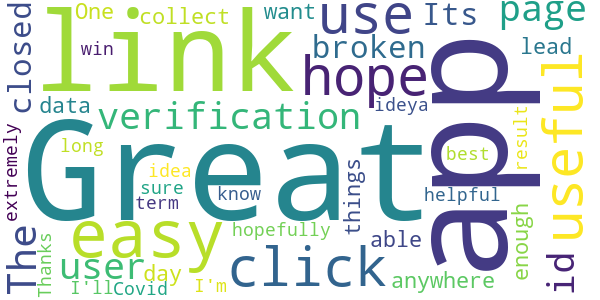 closed
One
collect
want
use
Its
page
win
link
hope
broken
lead
data
verification
ideya
app
useful
extremely
long
Great
idea
best
result
sure
term
know
things
helpful
The
Thanks
easy
hopefully
able
enough
id
user
day
click
anywhere
I'll
Covid
I'm